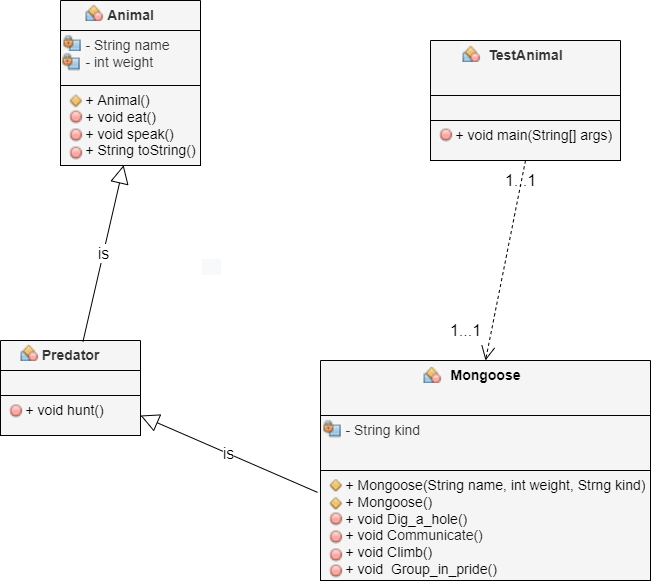 Animal
- String name
- int weight
+ Animal()
+ void eat()
+ void speak()
+ String toString()
TestAnimal
+ void main(String[] args)
1...1
is
1...1
Predator
+ void hunt()
Mongoose
- String kind
is
+ Mongoose(String name, int weight, Strng kind)
+ Mongoose()
+ void Dig_a_hole()
+ void Communicate()
+ void Climb()
+ void  Group_in_pride()